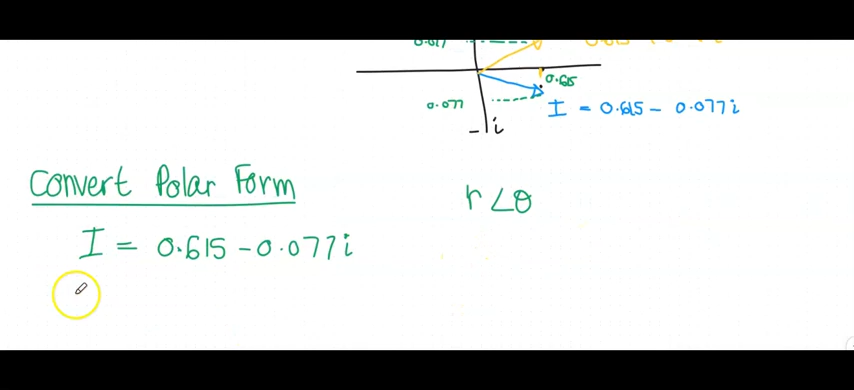 0.615
0.077
I = 0.615 - 0.077i
-i
Convert Polar Form
r∠θ
I = 0.615 - 0.077i